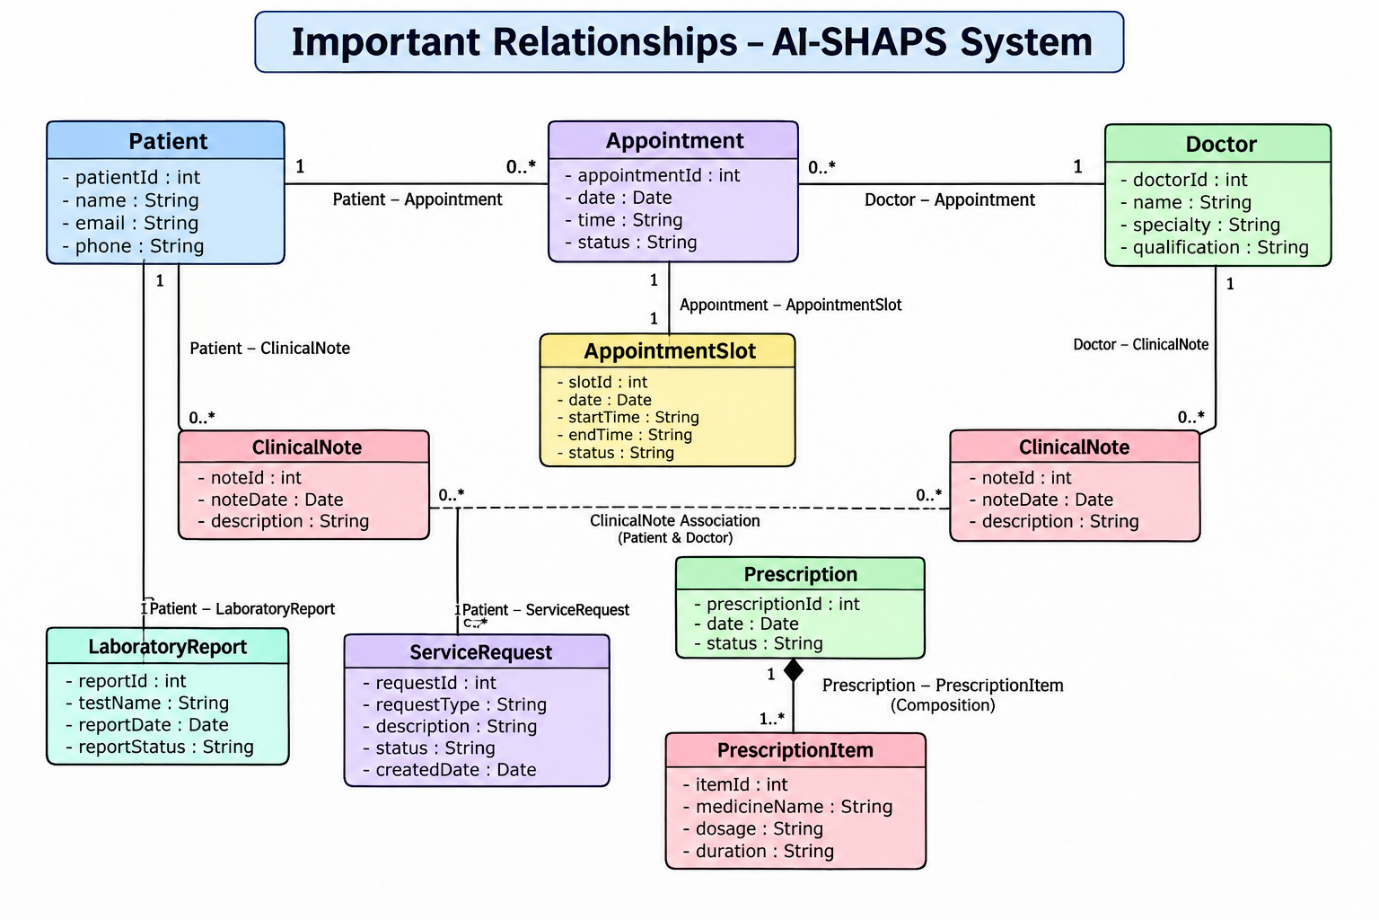 Important Relationships – AI-SHAPS System
Patient
- patientId : int
- name : String
- email : String
- phone : String
1
0..*
Patient – Appointment
Appointment
- appointmentId : int
- date : Date
- time : String
- status : String
0..*
1
Doctor – Appointment
Doctor
- doctorId : int
- name : String
- specialty : String
- qualification : String
1
1
1
Appointment – AppointmentSlot
1
Patient – ClinicalNote
Doctor – ClinicalNote
AppointmentSlot
- slotId : int
- date : Date
- startTime : String
- endTime : String
- status : String
0..*
0..*
ClinicalNote
- noteId : int
- noteDate : Date
- description : String
ClinicalNote
- noteId : int
- noteDate : Date
- description : String
0..*
0..*
ClinicalNote Association
(Patient & Doctor)
Patient – LaboratoryReport
Patient – ServiceRequest
LaboratoryReport
- reportId : int
- testName : String
- reportDate : Date
- reportStatus : String
ServiceRequest
- requestId : int
- requestType : String
- description : String
- status : String
- createdDate : Date
Prescription
- prescriptionId : int
- date : Date
- status : String
1
Prescription – PrescriptionItem
(Composition)
1..*
PrescriptionItem
- itemId : int
- medicineName : String
- dosage : String
- duration : String